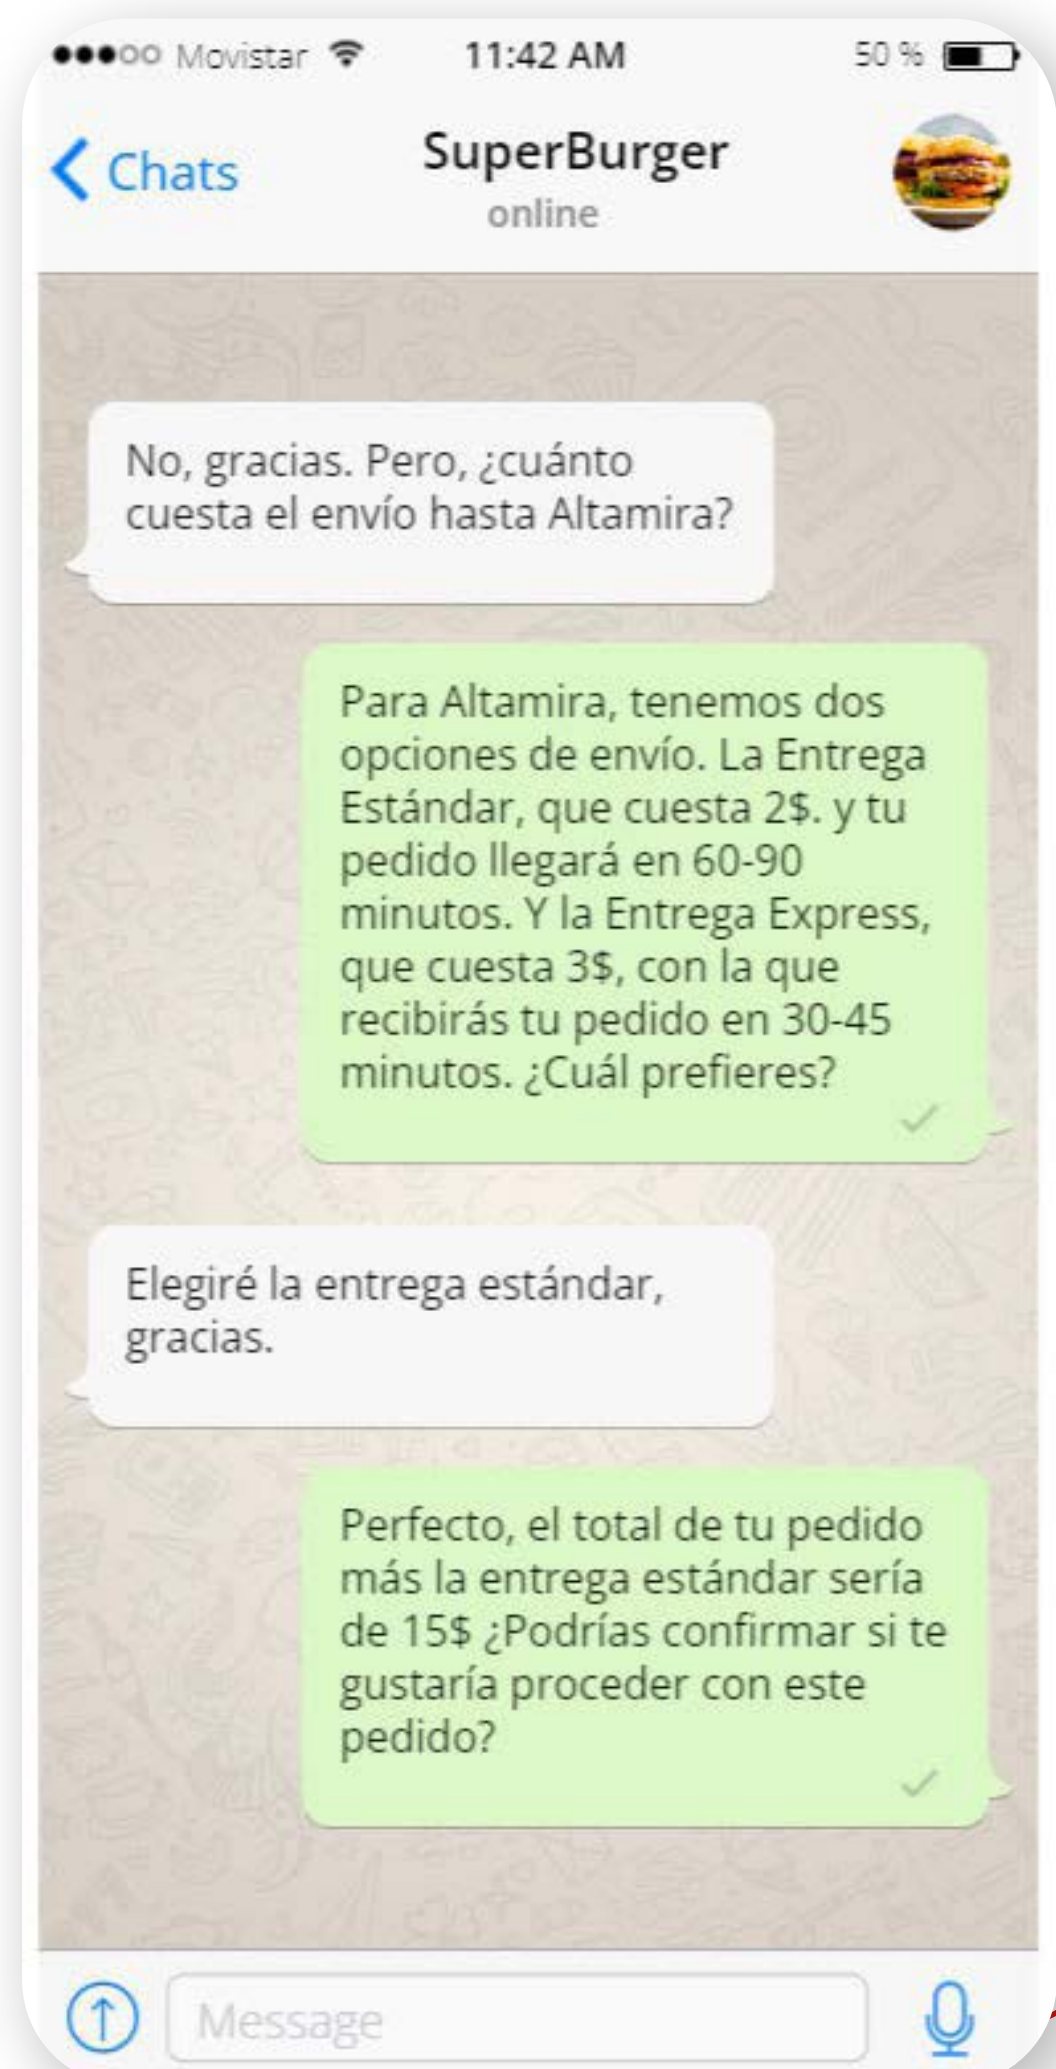 Movistar 11:42 AM 50 %
Chats SuperBurger
online
No, gracias. Pero, ¿cuánto
cuesta el envío hasta Altamira?
Para Altamira, tenemos dos
opciones de envío. La Entrega
Estándar, que cuesta 2$. y tu
pedido llegará en 60-90
minutos. Y la Entrega Express,
que cuesta 3$, con la que
recibirás tu pedido en 30-45
minutos. ¿Cuál prefieres?
Elegiré la entrega estándar,
gracias.
Perfecto, el total de tu pedido
más la entrega estándar sería
de 15$ ¿Podrías confirmar si te
gustaría proceder con este
pedido?
Message